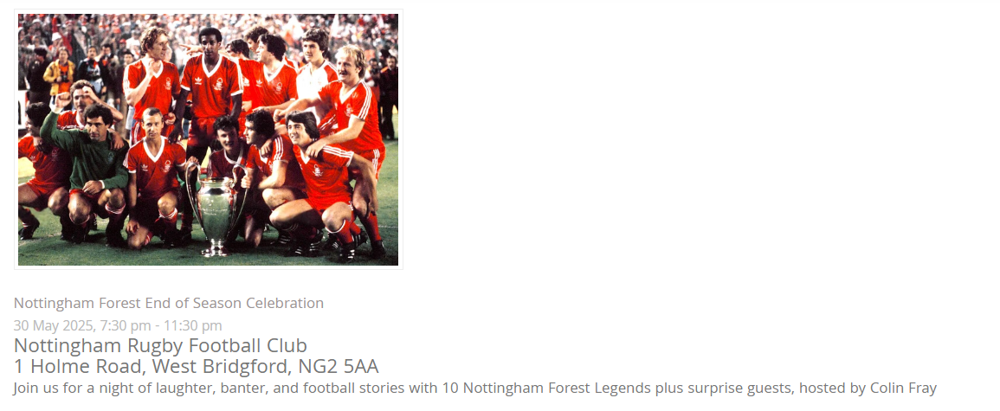 Nottingham Forest End of Season Celebration
30 May 2025, 7:30 pm - 11:30 pm
Nottingham Rugby Football Club
1 Holme Road, West Bridgford, NG2 5AA
Join us for a night of laughter, banter, and football stories with 10 Nottingham Forest Legends plus surprise guests, hosted by Colin Fray